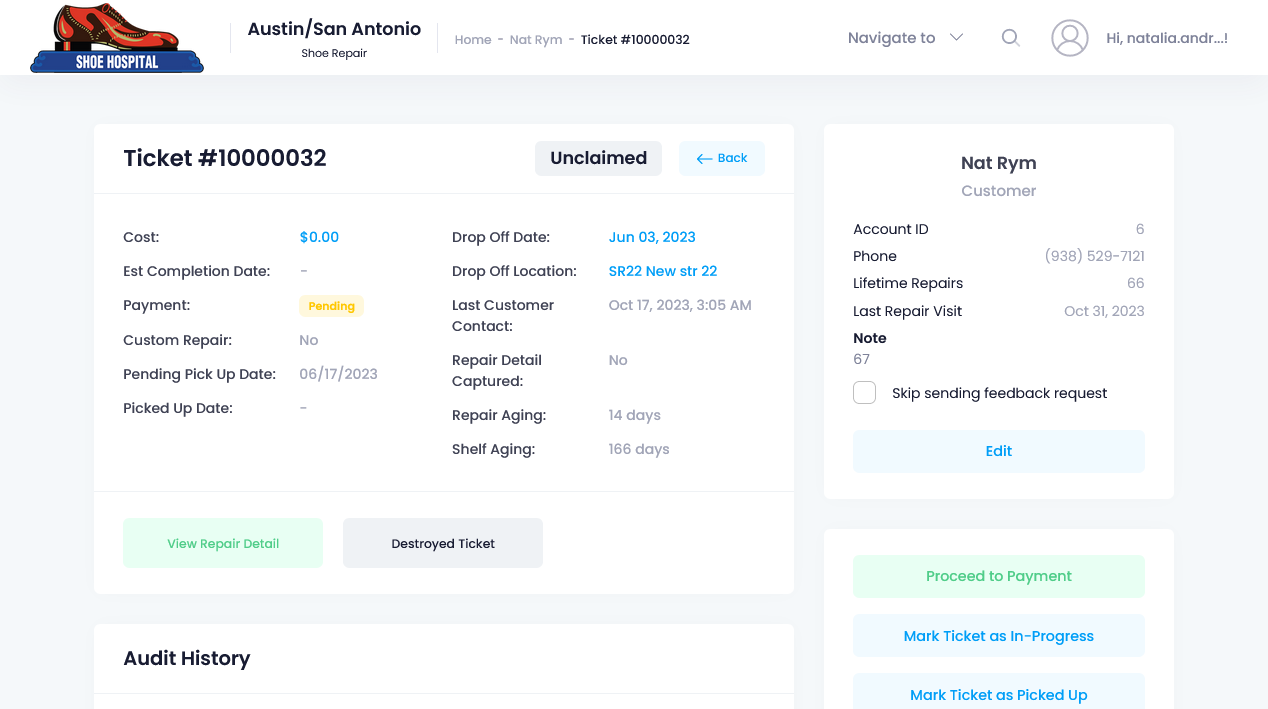 SHOE HOSPITAL
Austin/San Antonio
Shoe Repair
Home - Nat Rym - Ticket #10000032
Navigate to
Hi, natalia.andr...!
Ticket #10000032
Unclaimed
Back
Cost: $0.00
Est Completion Date: -
Payment: Pending
Custom Repair: No
Pending Pick Up Date: 06/17/2023
Picked Up Date: -
Drop Off Date: Jun 03, 2023
Drop Off Location: SR22 New str 22
Last Customer Oct 17, 2023, 3:05 AM
Contact:
Repair Detail No
Captured:
Repair Aging: 14 days
Shelf Aging: 166 days
View Repair Detail
Destroyed Ticket
Audit History
Nat Rym
Customer
Account ID 6
Phone (938) 529-7121
Lifetime Repairs 66
Last Repair Visit Oct 31, 2023
Note
67
Skip sending feedback request
Edit
Proceed to Payment
Mark Ticket as In-Progress
Mark Ticket as Picked Up